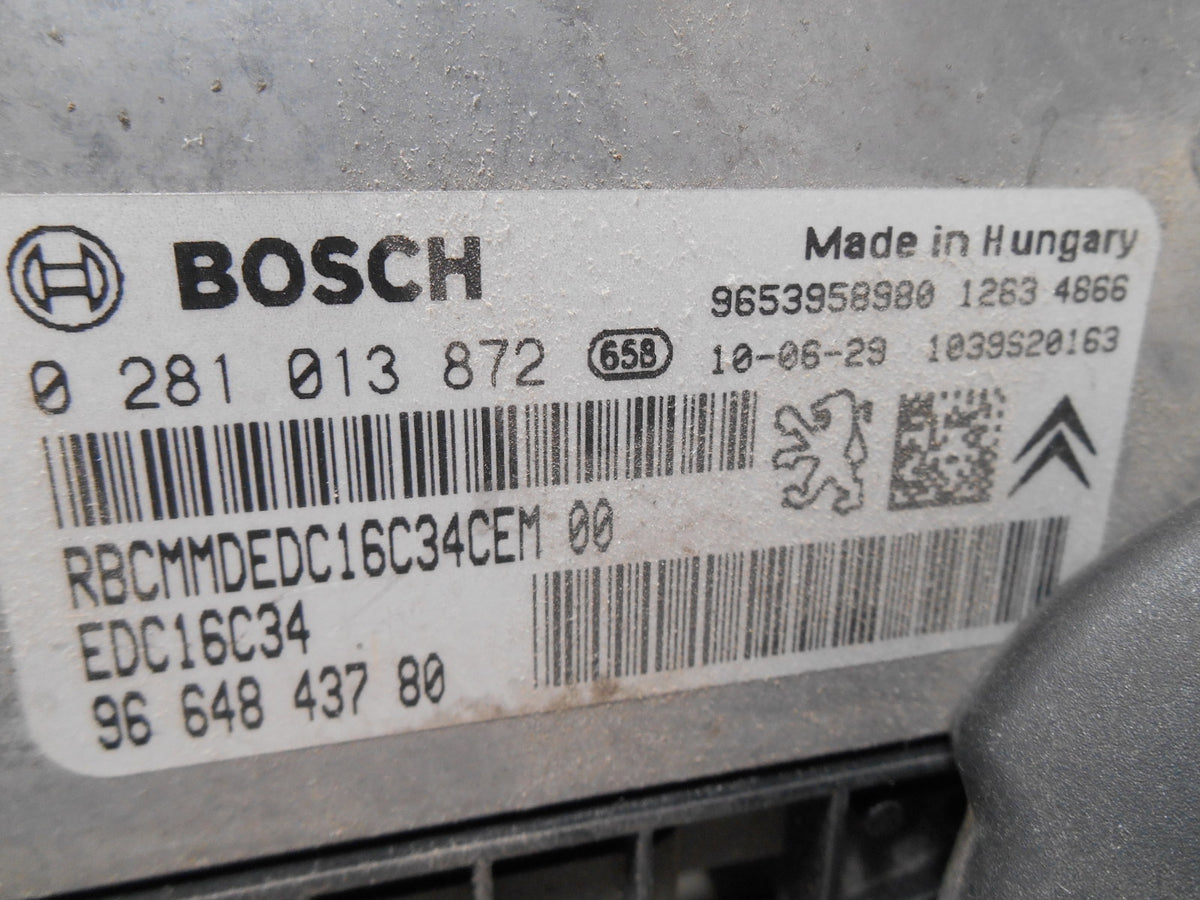 BOSCH
Made in Hungary
9653958980 1263 4866
0 281 013 872 658 10-06-29 1039S20163
RBCMMDEDC16C34CEM 00
EDC16C34
96 648 437 80